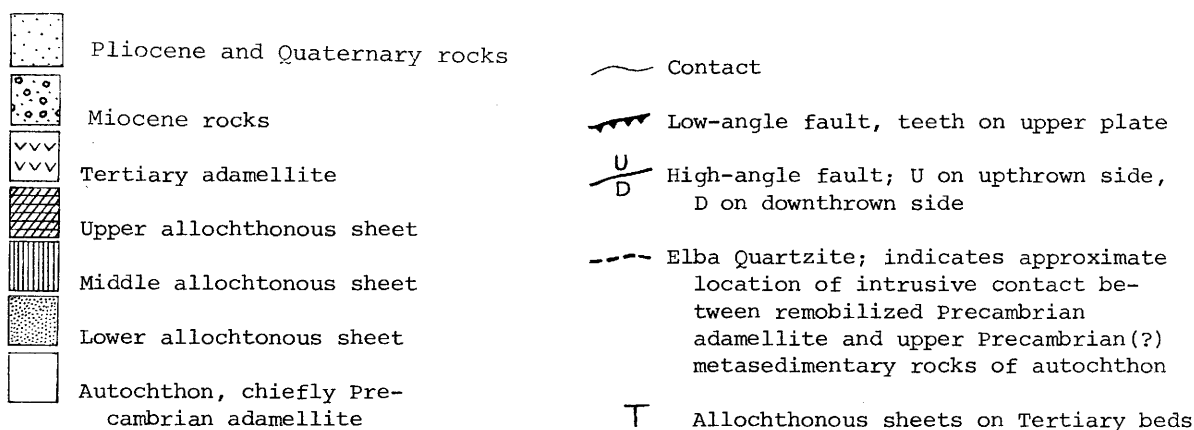 Pliocene and Quaternary rocks
Miocene rocks
Tertiary adamellite
Upper allochthonous sheet
Middle allochtonous sheet
Lower allochtonous sheet
Autochthon, chiefly Pre-
cambrian adamellite
Contact
Low-angle fault, teeth on upper plate
U
D
High-angle fault; U on upthrown side,
D on downthrown side
Elba Quartzite; indicates approximate
location of intrusive contact be-
tween remobilized Precambrian
adamellite and upper Precambrian(?)
metasedimentary rocks of autochthon
T Allochthonous sheets on Tertiary beds